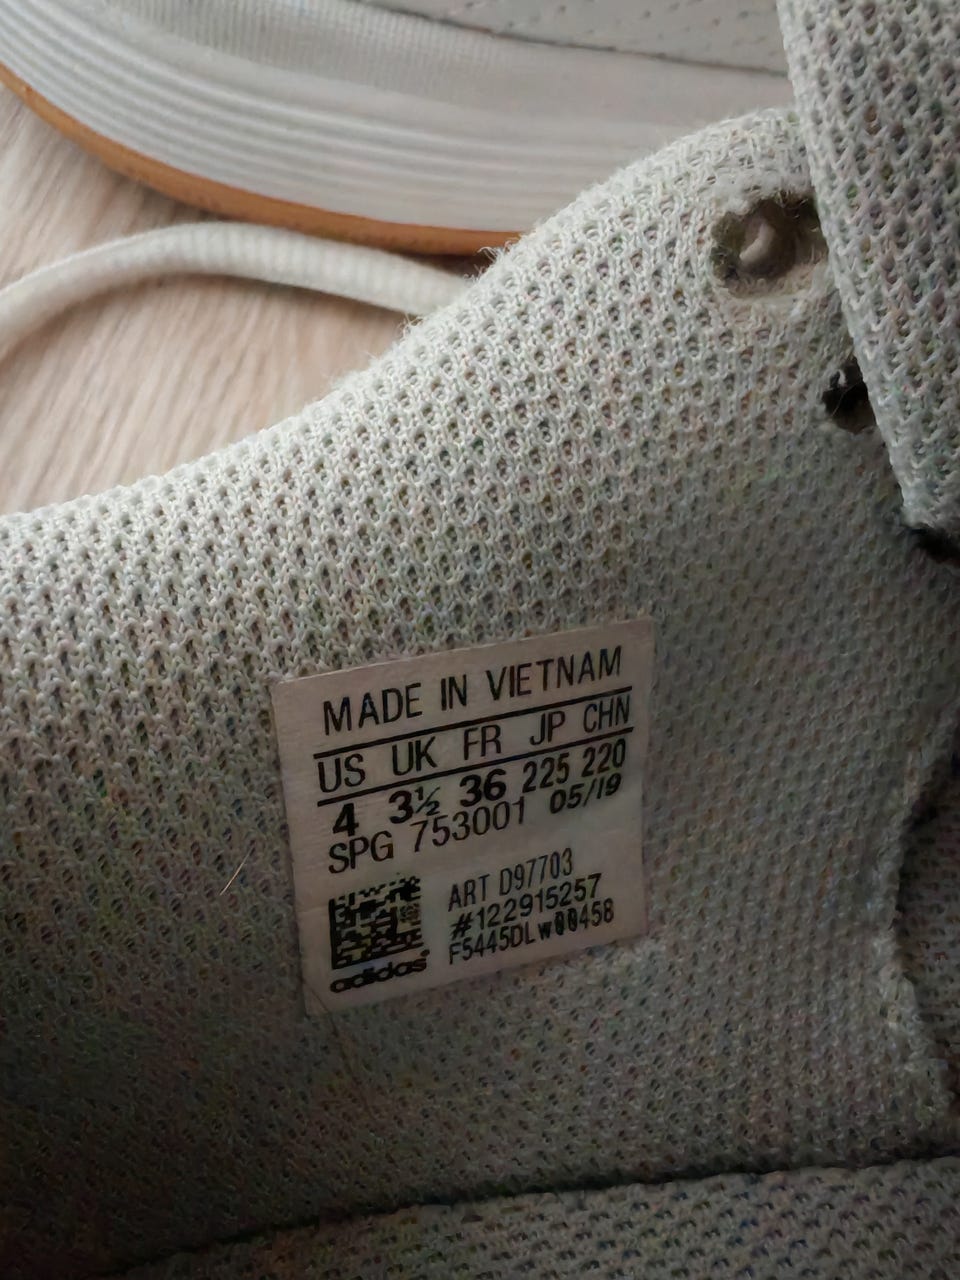 MADE IN VIETNAM
US UK FR JP CHN
4 3½ 36 225 220
SPG 753001 05/19
ART D97703
#122915257
F5445DLW00458
adidas